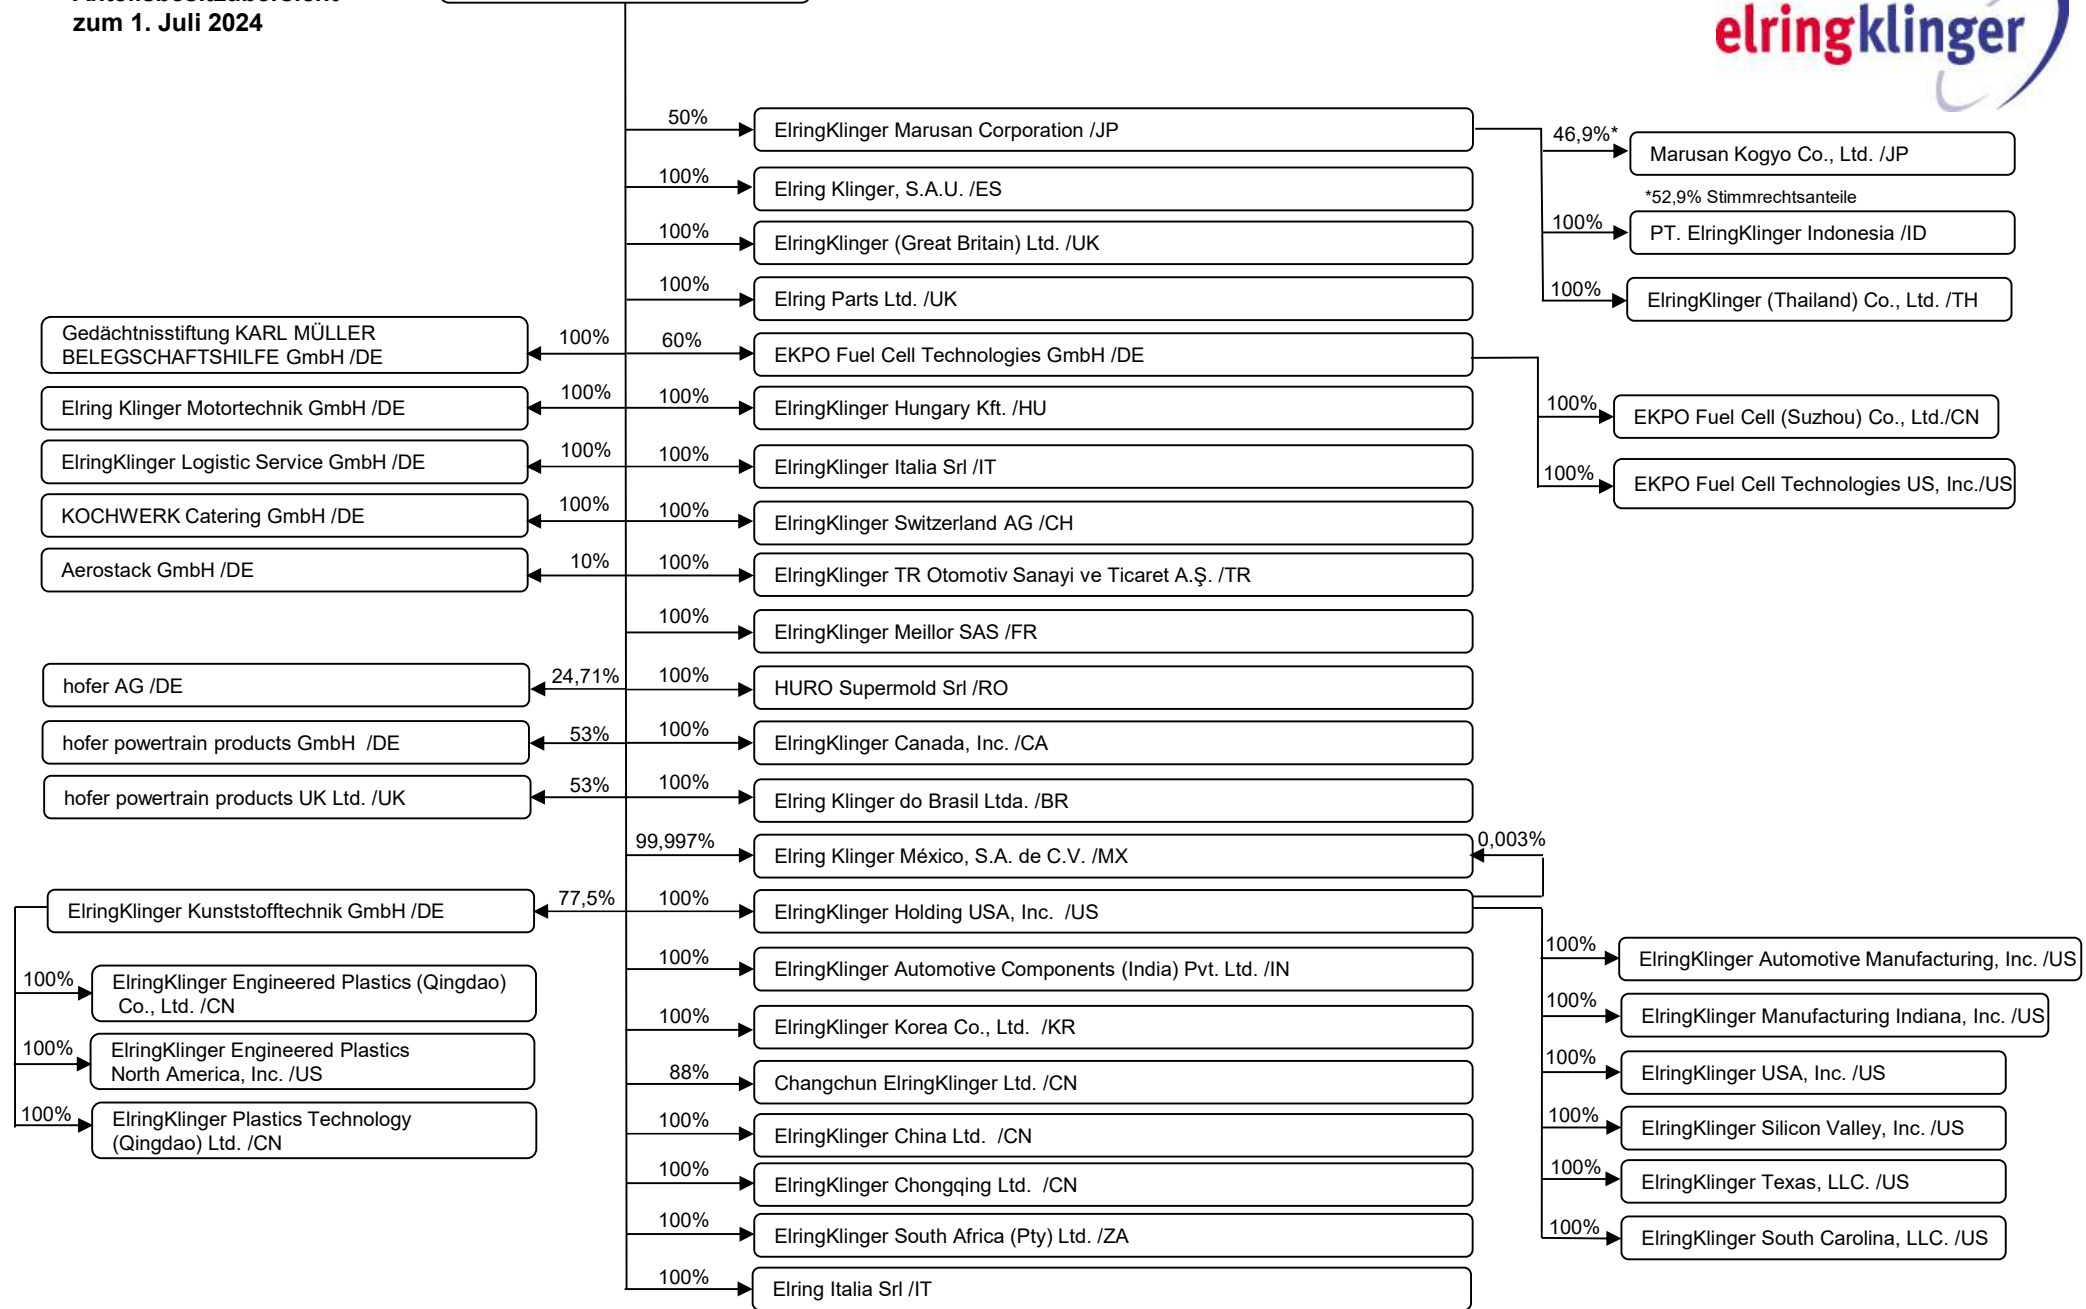 zum 1. Juli 2024
elringklinger
50%
ElringKlinger Marusan Corporation /JP
46,9%*
Marusan Kogyo Co., Ltd. /JP
*52,9% Stimmrechtsanteile
100%
Elring Klinger, S.A.U. /ES
100%
PT. ElringKlinger Indonesia /ID
100%
ElringKlinger (Great Britain) Ltd. /UK
100%
ElringKlinger (Thailand) Co., Ltd. /TH
100%
Elring Parts Ltd. /UK
Gedächtnisstiftung KARL MÜLLER
BELEGSCHAFTSHILFE GmbH /DE
100%
60%
EKPO Fuel Cell Technologies GmbH /DE
Elring Klinger Motortechnik GmbH /DE
100%
100%
ElringKlinger Hungary Kft. /HU
100%
EKPO Fuel Cell (Suzhou) Co., Ltd./CN
ElringKlinger Logistic Service GmbH /DE
100%
100%
ElringKlinger Italia Srl /IT
100%
EKPO Fuel Cell Technologies US, Inc./US
KOCHWERK Catering GmbH /DE
100%
100%
ElringKlinger Switzerland AG /CH
Aerostack GmbH /DE
10%
100%
ElringKlinger TR Otomotiv Sanayi ve Ticaret A.Ş. /TR
100%
ElringKlinger Meillor SAS /FR
hofer AG /DE
24,71%
100%
HURO Supermold Srl /RO
hofer powertrain products GmbH /DE
53%
100%
ElringKlinger Canada, Inc. /CA
hofer powertrain products UK Ltd. /UK
53%
100%
Elring Klinger do Brasil Ltda. /BR
99,997%
Elring Klinger México, S.A. de C.V. /MX
0,003%
ElringKlinger Kunststofftechnik GmbH /DE
77,5%
100%
ElringKlinger Holding USA, Inc. /US
100%
ElringKlinger Engineered Plastics (Qingdao)
Co., Ltd. /CN
100%
ElringKlinger Automotive Components (India) Pvt. Ltd. /IN
100%
ElringKlinger Automotive Manufacturing, Inc. /US
100%
ElringKlinger Engineered Plastics
North America, Inc. /US
100%
ElringKlinger Korea Co., Ltd. /KR
100%
ElringKlinger Manufacturing Indiana, Inc. /US
100%
ElringKlinger Plastics Technology
(Qingdao) Ltd. /CN
88%
Changchun ElringKlinger Ltd. /CN
100%
ElringKlinger USA, Inc. /US
100%
ElringKlinger China Ltd. /CN
100%
ElringKlinger Silicon Valley, Inc. /US
100%
ElringKlinger Chongqing Ltd. /CN
100%
ElringKlinger Texas, LLC. /US
100%
ElringKlinger South Africa (Pty) Ltd. /ZA
100%
ElringKlinger South Carolina, LLC. /US
100%
Elring Italia Srl /IT